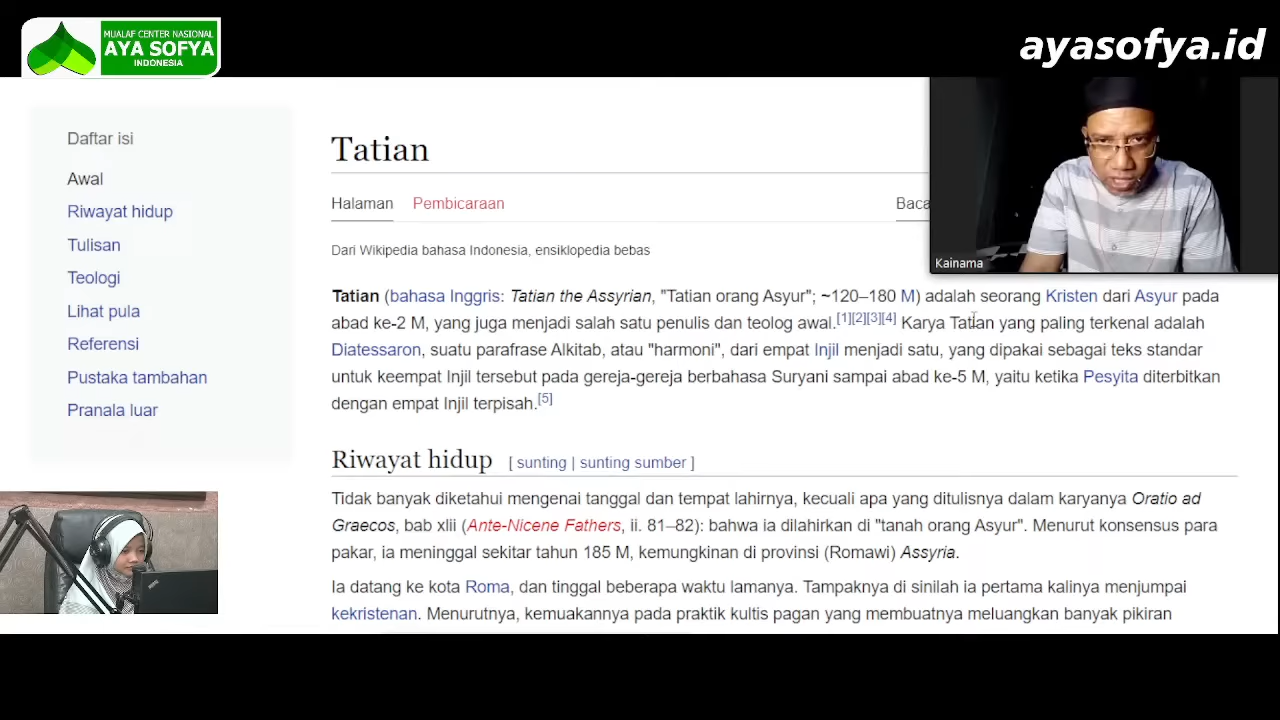 MUALAF CENTER NASIONAL
AYA SOFYA
INDONESIA
ayasofya.id
Daftar isi
Awal
Riwayat hidup
Tulisan
Teologi
Lihat pula
Referensi
Pustaka tambahan
Pranala luar
Tatian
Halaman Pembicaraan Baca
Dari Wikipedia bahasa Indonesia, ensiklopedia bebas
Kainama
Tatian (bahasa Inggris: Tatian the Assyrian, "Tatian orang Asyur"; ~120–180 M) adalah seorang Kristen dari Asyur pada
abad ke-2 M, yang juga menjadi salah satu penulis dan teolog awal.[1][2][3][4] Karya Tatian yang paling terkenal adalah
Diatessaron, suatu parafrase Alkitab, atau "harmoni", dari empat Injil menjadi satu, yang dipakai sebagai teks standar
untuk keempat Injil tersebut pada gereja-gereja berbahasa Suryani sampai abad ke-5 M, yaitu ketika Pesyita diterbitkan
dengan empat Injil terpisah.[5]
Riwayat hidup [ sunting | sunting sumber ]
Tidak banyak diketahui mengenai tanggal dan tempat lahirnya, kecuali apa yang ditulisnya dalam karyanya Oratio ad
Graecos, bab xlii (Ante-Nicene Fathers, ii. 81–82): bahwa ia dilahirkan di "tanah orang Asyur". Menurut konsensus para
pakar, ia meninggal sekitar tahun 185 M, kemungkinan di provinsi (Romawi) Assyria.
Ia datang ke kota Roma, dan tinggal beberapa waktu lamanya. Tampaknya di sinilah ia pertama kalinya menjumpai
kekristenan. Menurutnya, kemuakannya pada praktik kultis pagan yang membuatnya meluangkan banyak pikiran